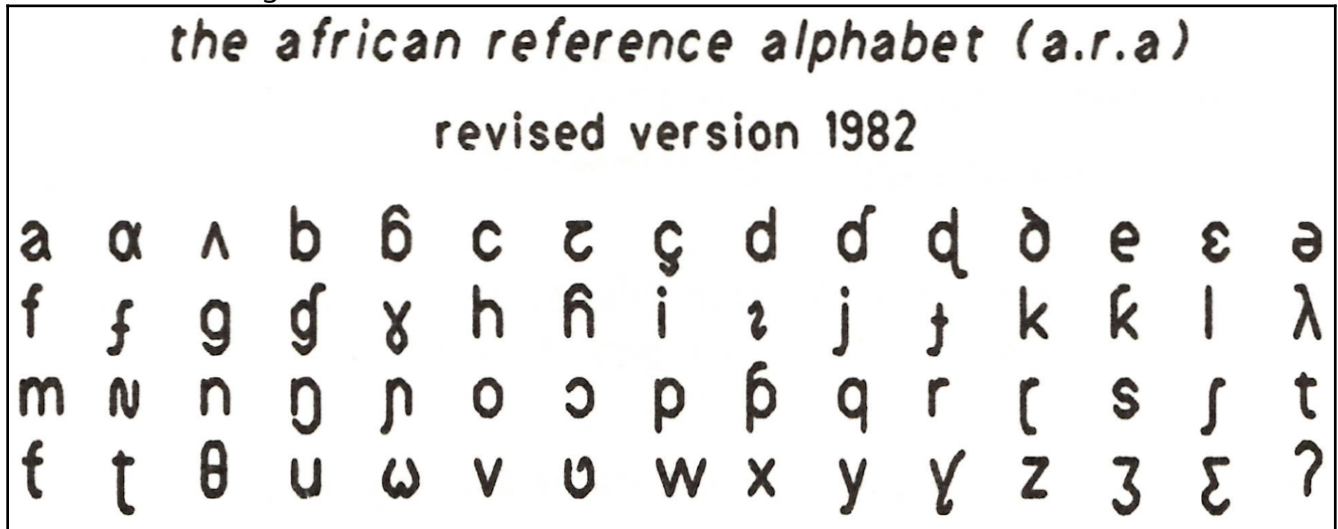 the african reference alphabet (a.r.a)
revised version 1982
a ɑ ʌ b ɓ c ꞇ ç d ɗ ɖ ð e ɛ ǝ
f ƒ g ɠ ɣ h ɦ i ɩ j ɟ k ƙ l λ
m n ŋ ɲ o ɔ p ƥ q r ɽ s ʃ t
ƭ ʈ θ u ω v ʋ w x y ƴ z ʒ ƹ ʔ